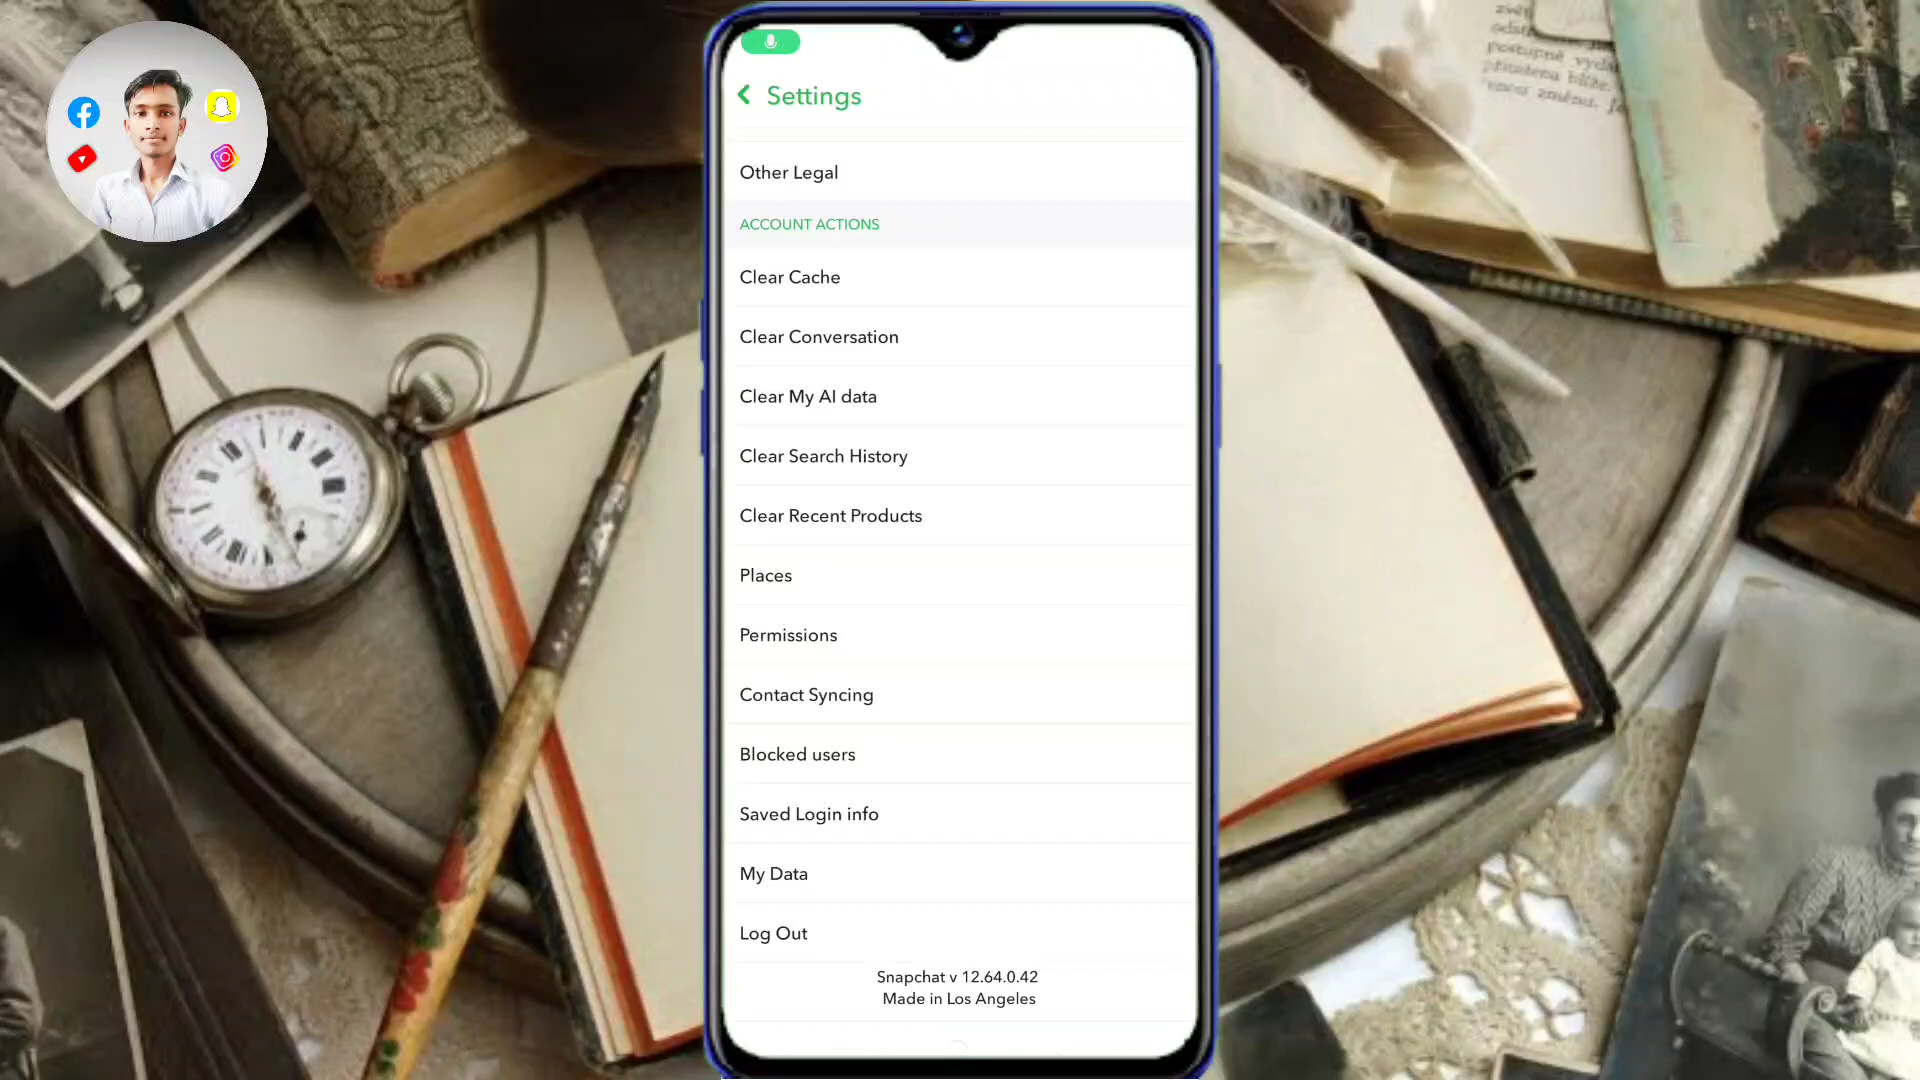 Settings
Other Legal
ACCOUNT ACTIONS
Clear Cache
Clear Conversation
Clear My AI data
Clear Search History
Clear Recent Products
Places
Permissions
Contact Syncing
Blocked users
Saved Login info
My Data
Log Out
Snapchat v 12.64.0.42
Made in Los Angeles